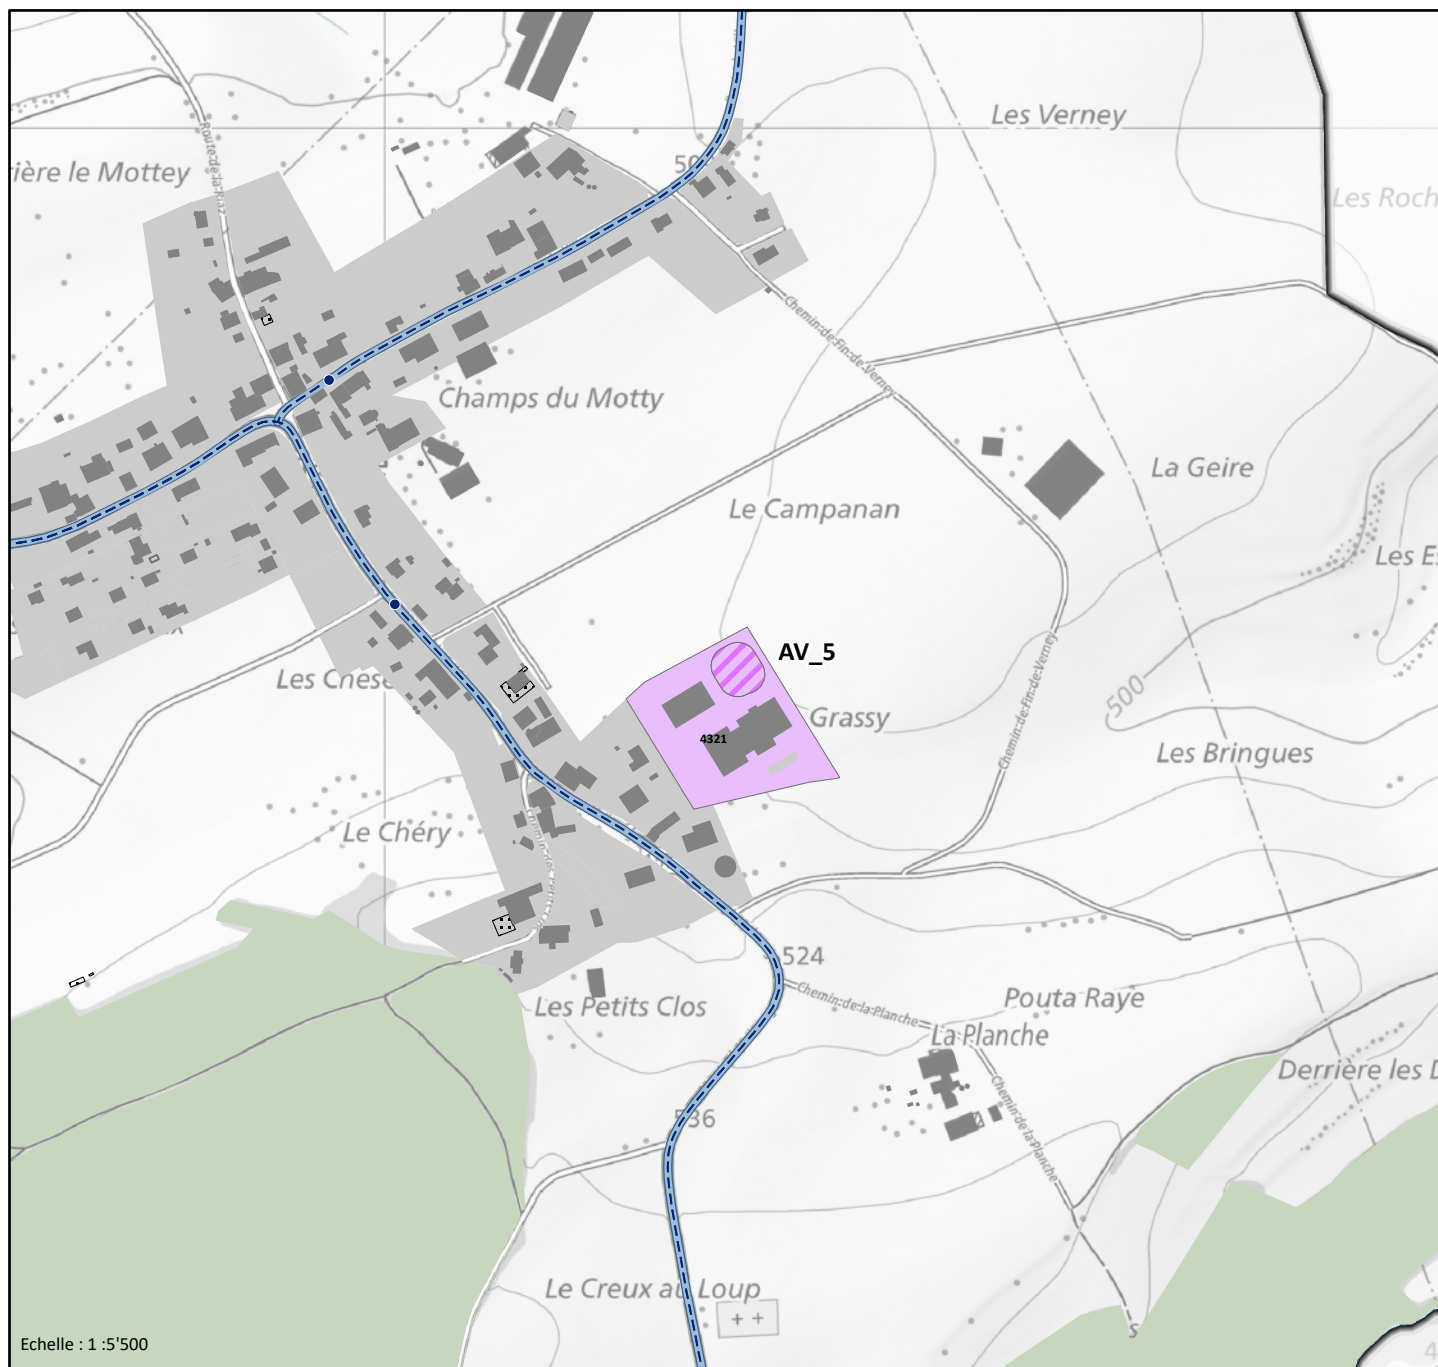 Les Verney
Route de la Riaz
50
rière le Mottey
Les Roch
Chemin-de-Fin-de-Verney
Champs du Motty
La Geire
Le Campanan
Les E
AV_5
Les
Chemin-de-Fin-de-Verney
500
Grassy
4321
Les Bringues
Le Chéry
524
Chemin-de-la-Planche
Pouta Raye
Les Petits Clos
La Planche
Derrière les D
Chemin-de-la-Planche
536
Le Creux au Loup
Echelle : 1 :5'500
4